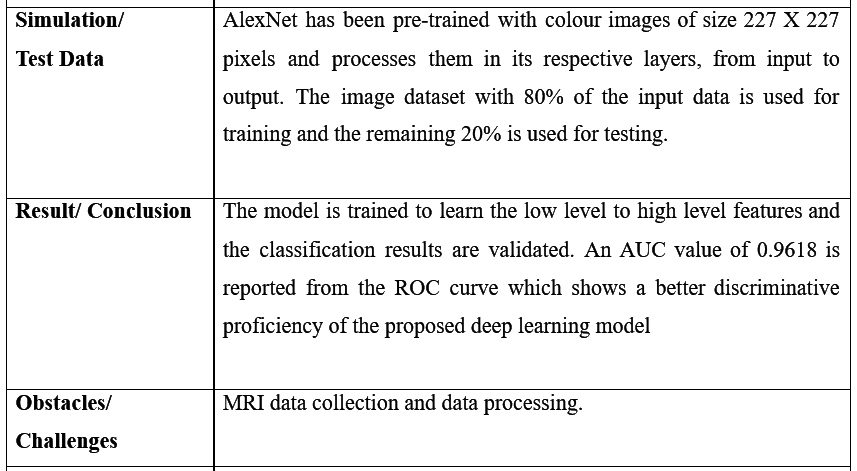 Simulation/
Test Data
AlexNet has been pre-trained with colour images of size 227 X 227
pixels and processes them in its respective layers, from input to
output. The image dataset with 80% of the input data is used for
training and the remaining 20% is used for testing.
Result/ Conclusion
The model is trained to learn the low level to high level features and
the classification results are validated. An AUC value of 0.9618 is
reported from the ROC curve which shows a better discriminative
proficiency of the proposed deep learning model
Obstacles/
Challenges
MRI data collection and data processing.